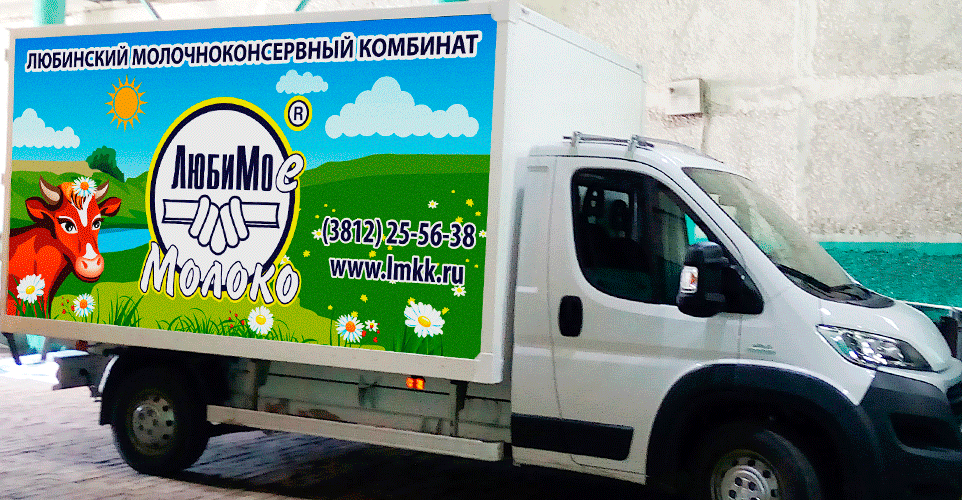 ЛЮБИНСКИЙ МОЛОЧНОКОНСЕРВНЫЙ КОМБИНАТ
®
ЛюбиМое
Молоко
(3812) 25-56-38
www.lmkk.ru